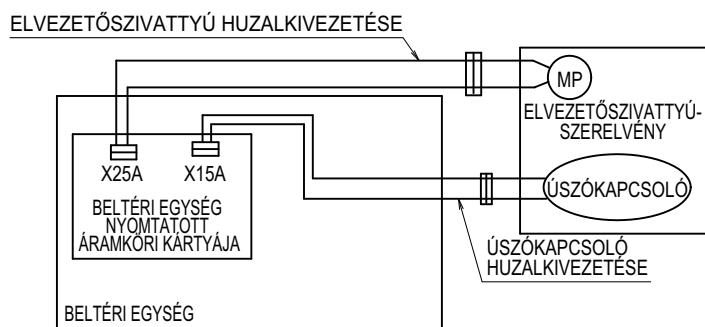 ELVEZETŐSZIVATTYÚ HUZALKIVEZETÉSE
MP
ELVEZETŐSZIVATTYÚ-
SZERELVÉNY
X25A
X15A
ÚSZÓKAPCSOLÓ
BELTÉRI EGYSÉG
NYOMTATOTT
ÁRAMKÖRI KÁRTYÁJA
ÚSZÓKAPCSOLÓ
HUZALKIVEZETÉSE
BELTÉRI EGYSÉG